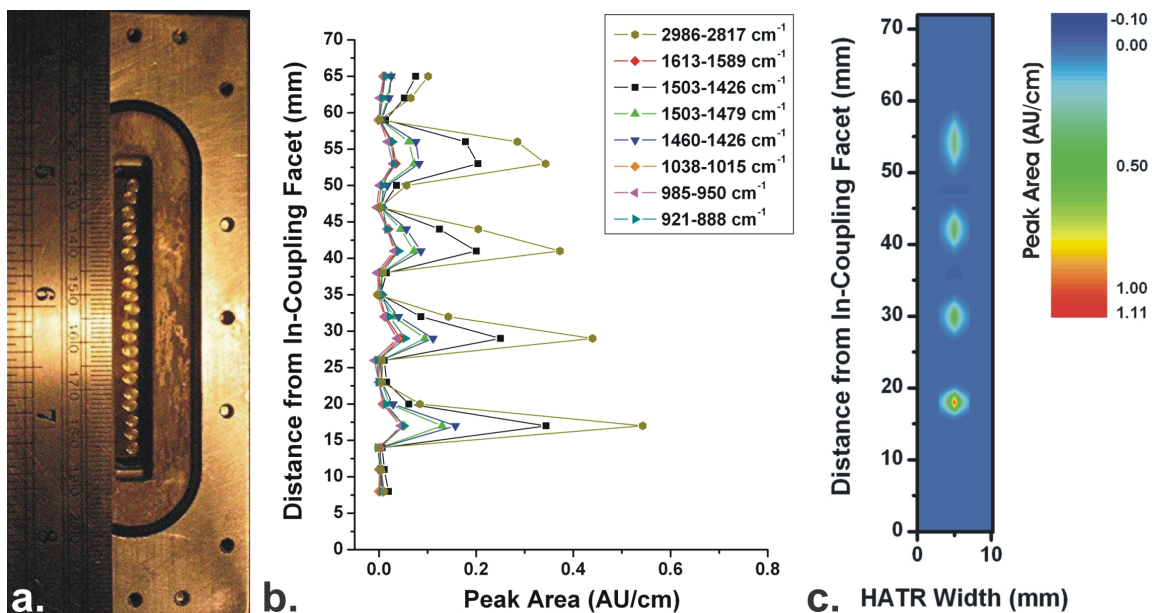 5
6
7
8
a.
Distance from In-Coupling Facet (mm)
70
65
60
55
50
45
40
35
30
25
20
15
10
5
0
0.0 0.2 0.4 0.6 0.8
Peak Area (AU/cm)
2986-2817 cm⁻¹
1613-1589 cm⁻¹
1503-1426 cm⁻¹
1503-1479 cm⁻¹
1460-1426 cm⁻¹
1038-1015 cm⁻¹
985-950 cm⁻¹
921-888 cm⁻¹
b.
Distance from In-Coupling Facet (mm)
70
60
50
40
30
20
10
0
0 10
HATR Width (mm)
Peak Area (AU/cm)
-0.10
0.00
0.50
1.00
1.11
c.